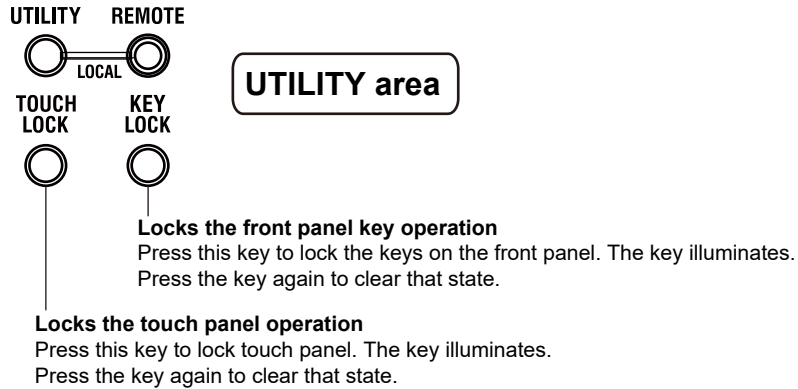 UTILITY REMOTE
LOCAL
TOUCH LOCK
KEY LOCK
UTILITY area
Locks the front panel key operation
Press this key to lock the keys on the front panel. The key illuminates.
Press the key again to clear that state.
Locks the touch panel operation
Press this key to lock touch panel. The key illuminates.
Press the key again to clear that state.